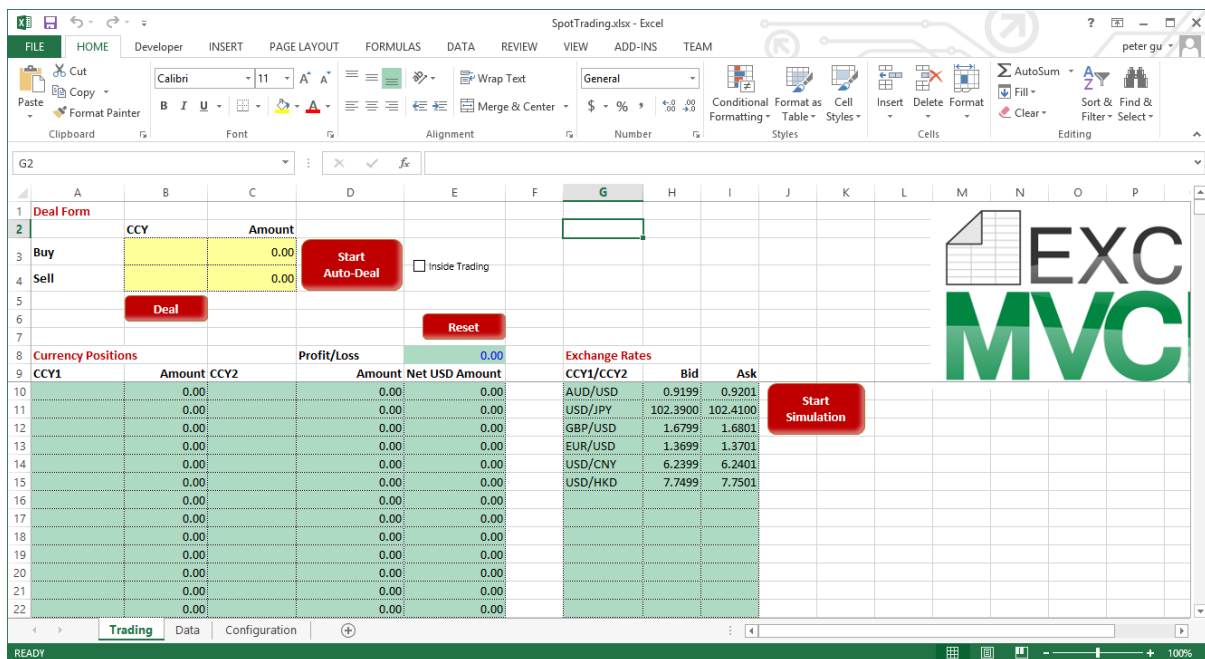 SpotTrading.xlsx - Excel
FILE HOME Developer INSERT PAGE LAYOUT FORMULAS DATA REVIEW VIEW ADD-INS TEAM peter gu
Cut
Copy
Format Painter
Paste
Clipboard
Calibri 11
B I U
Font
Wrap Text
Merge & Center
Alignment
General
$ % ,
Number
Conditional Formatting
Format as Table
Cell Styles
Styles
Insert Delete Format
Cells
AutoSum
Fill
Clear
Sort & Filter
Find & Select
Editing
G2
fx
A B C D E F G H I J K L M N O P
1 Deal Form
2 CCY Amount
3 Buy 0.00
Start Auto-Deal
Inside Trading
4 Sell 0.00
5
Deal
6
Reset
7
8 Currency Positions Profit/Loss 0.00 Exchange Rates
9 CCY1 Amount CCY2 Amount Net USD Amount CCY1/CCY2 Bid Ask
10 0.00 0.00 0.00 AUD/USD 0.9199 0.9201
11 0.00 0.00 0.00 USD/JPY 102.3900 102.4100
Start Simulation
12 0.00 0.00 0.00 GBP/USD 1.6799 1.6801
13 0.00 0.00 0.00 EUR/USD 1.3699 1.3701
14 0.00 0.00 0.00 USD/CNY 6.2399 6.2401
15 0.00 0.00 0.00 USD/HKD 7.7499 7.7501
16 0.00 0.00 0.00
17 0.00 0.00 0.00
18 0.00 0.00 0.00
19 0.00 0.00 0.00
20 0.00 0.00 0.00
21 0.00 0.00 0.00
22 0.00 0.00 0.00
EXC
MVC
Trading Data Configuration
READY 100%